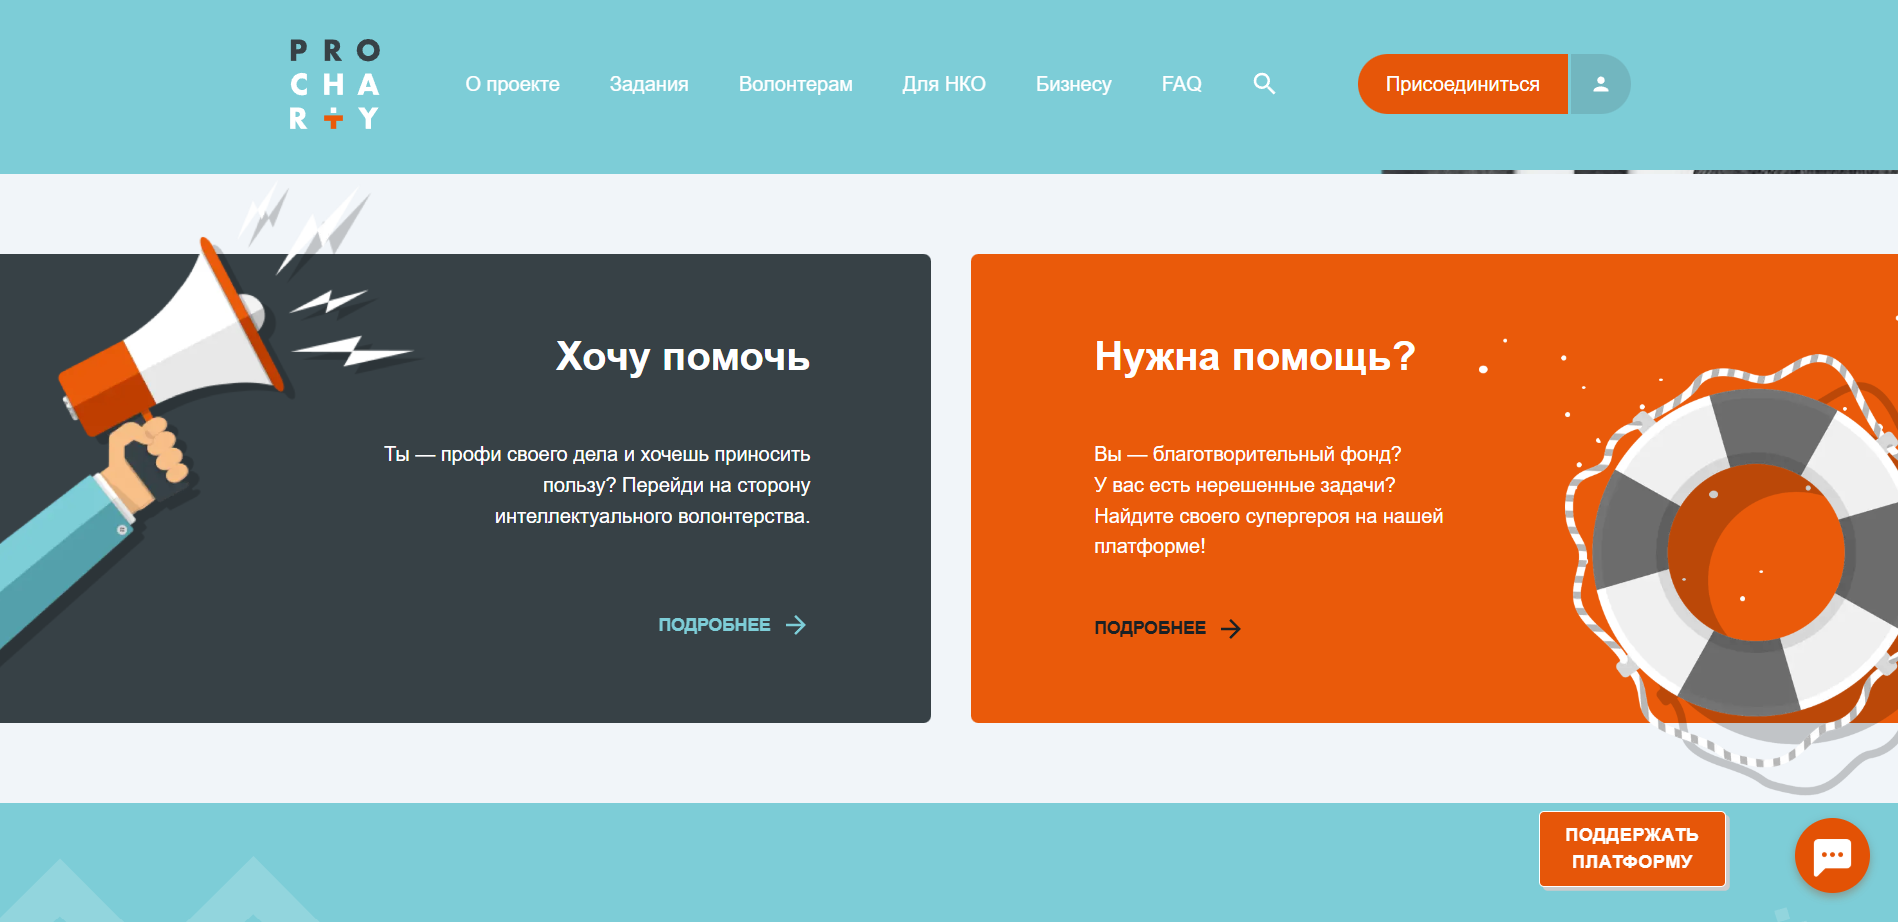 PRO
CHA
RITY
О проекте
Задания
Волонтерам
Для НКО
Бизнесу
FAQ
Присоединиться
Хочу помочь
Ты — профи своего дела и хочешь приносить
пользу? Перейди на сторону
интеллектуального волонтерства.
ПОДРОБНЕЕ
Нужна помощь?
Вы — благотворительный фонд?
У вас есть нерешенные задачи?
Найдите своего супергероя на нашей
платформе!
ПОДРОБНЕЕ
ПОДДЕРЖАТЬ
ПЛАТФОРМУ